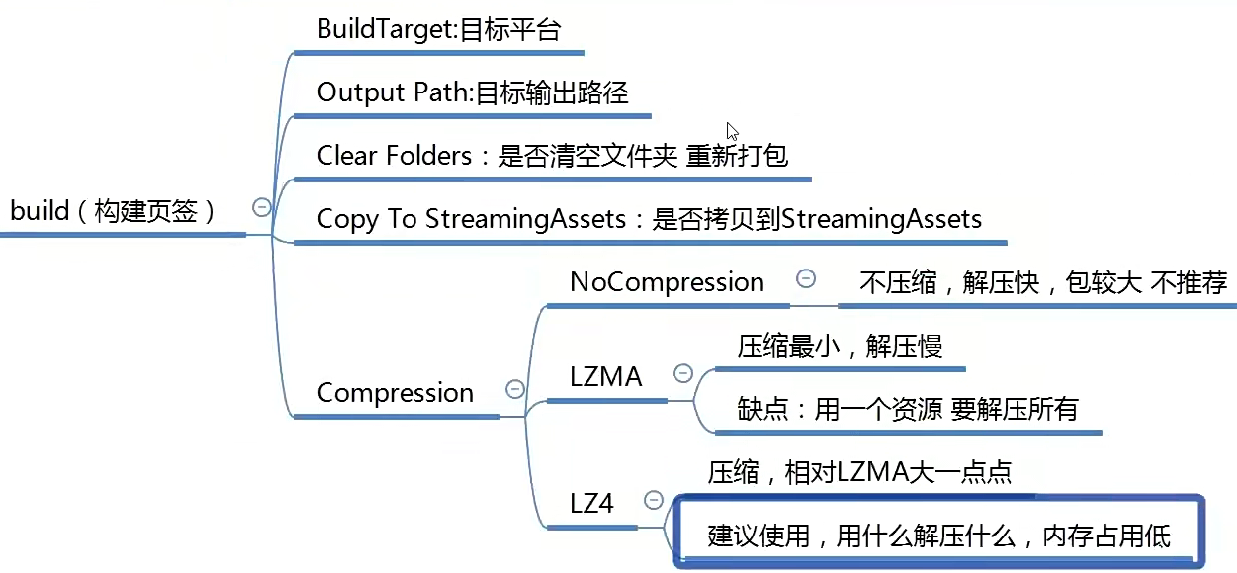 BuildTarget:目标平台
Output Path:目标输出路径
Clear Folders：是否清空文件夹 重新打包
build（构建页签）
Copy To StreamingAssets：是否拷贝到StreamingAssets
NoCompression
不压缩，解压快，包较大 不推荐
压缩最小，解压慢
LZMA
Compression
缺点：用一个资源 要解压所有
压缩，相对LZMA大一点点
LZ4
建议使用，用什么解压什么，内存占用低